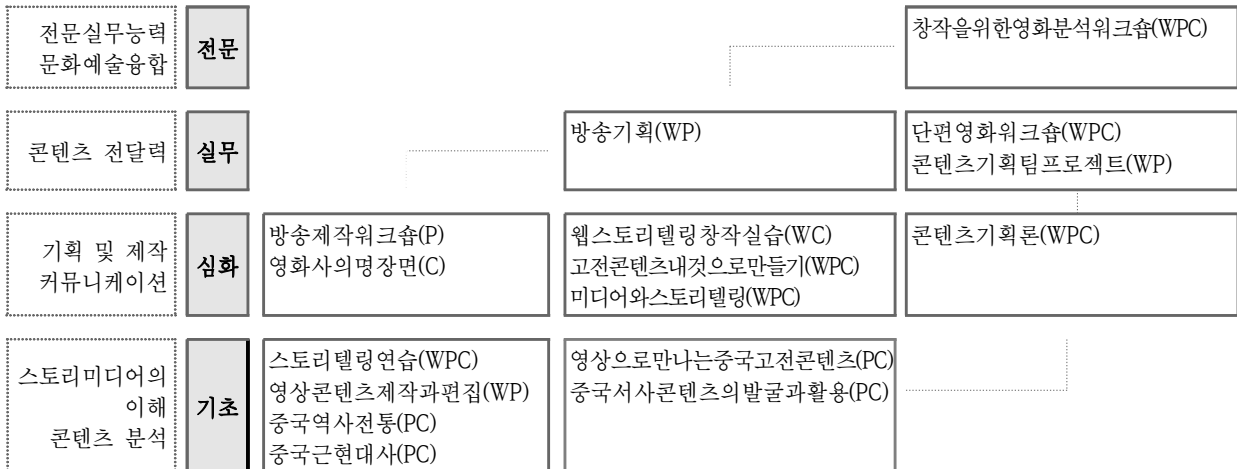 전문실무능력
문화예술융합
전문
창작을위한영화분석워크숍(WPC)
콘텐츠 전달력
실무
방송기획(WP)
단편영화워크숍(WPC)
콘텐츠기획팀프로젝트(WP)
기획 및 제작
커뮤니케이션
심화
방송제작워크숍(P)
영화사의명장면(C)
웹스토리텔링창작실습(WC)
고전콘텐츠내것으로만들기(WPC)
미디어와스토리텔링(WPC)
콘텐츠기획론(WPC)
스토리미디어의
이해
콘텐츠 분석
기초
스토리텔링연습(WPC)
영상콘텐츠제작과편집(WP)
중국역사전통(PC)
중국근현대사(PC)
영상으로만나는중국고전콘텐츠(PC)
중국서사콘텐츠의발굴과활용(PC)